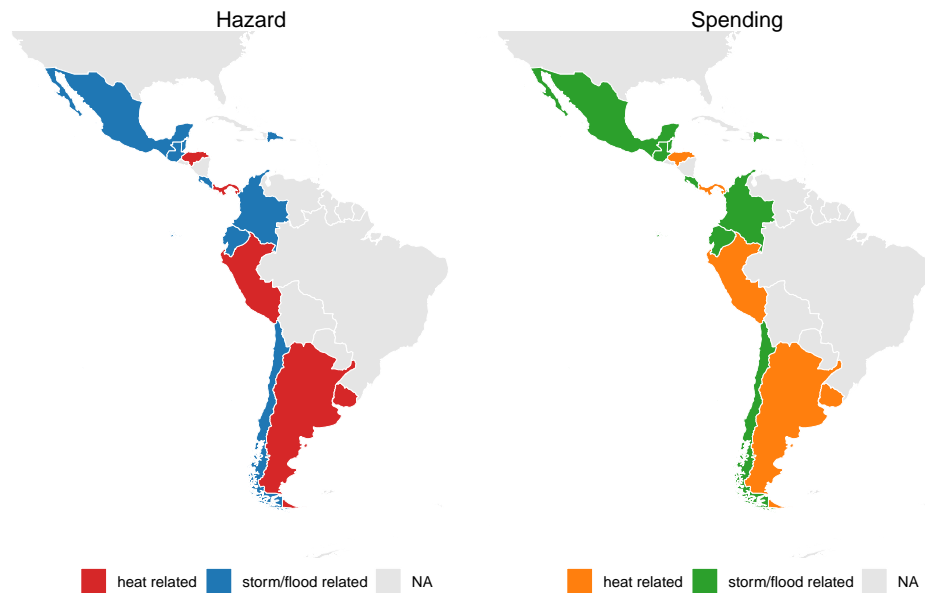 Hazard
Spending
heat related
storm/flood related
NA
heat related
storm/flood related
NA